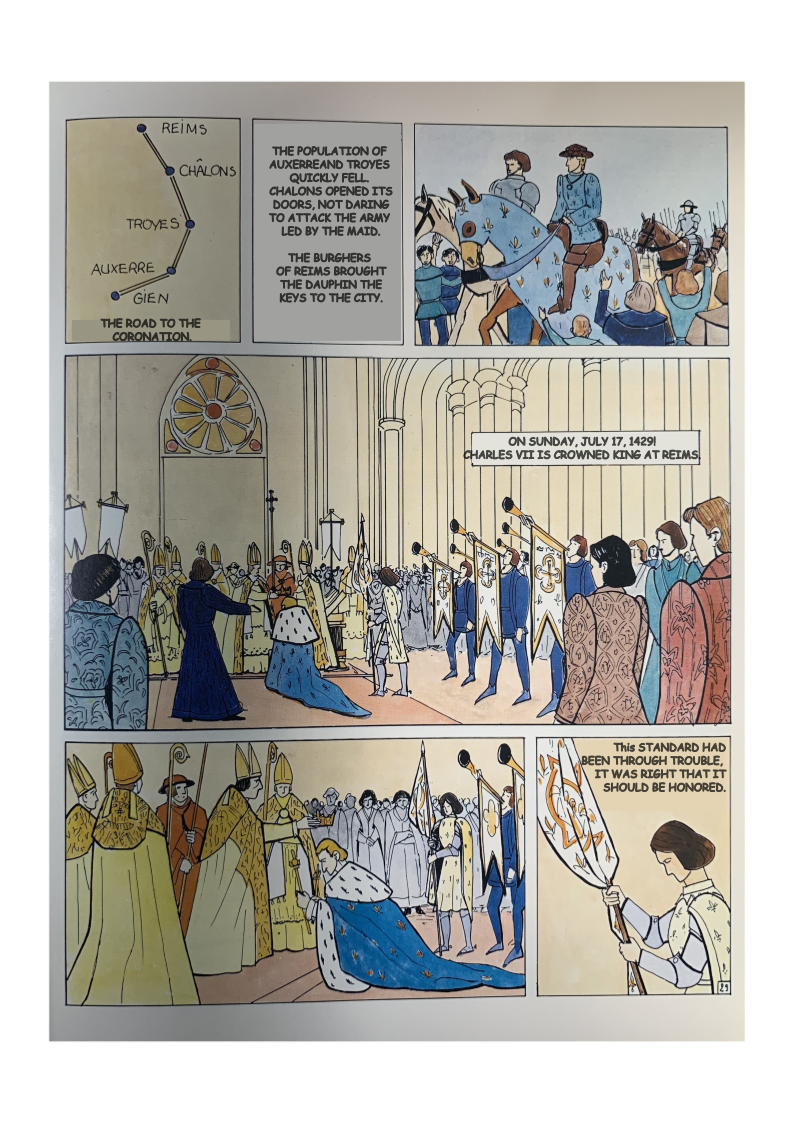 REIMS
CHÂLONS
TROYES
AUXERRE
GIEN
THE ROAD TO THE
CORONATION.
THE POPULATION OF
AUXERREAND TROYES
QUICKLY FELL.
CHALONS OPENED ITS
DOORS, NOT DARING
TO ATTACK THE ARMY
LED BY THE MAID.
THE BURGHERS
OF REIMS BROUGHT
THE DAUPHIN THE
KEYS TO THE CITY.
ON SUNDAY, JULY 17, 1429!
CHARLES VII IS CROWNED KING AT REIMS.
This STANDARD HAD
BEEN THROUGH TROUBLE,
IT WAS RIGHT THAT IT
SHOULD BE HONORED.
29